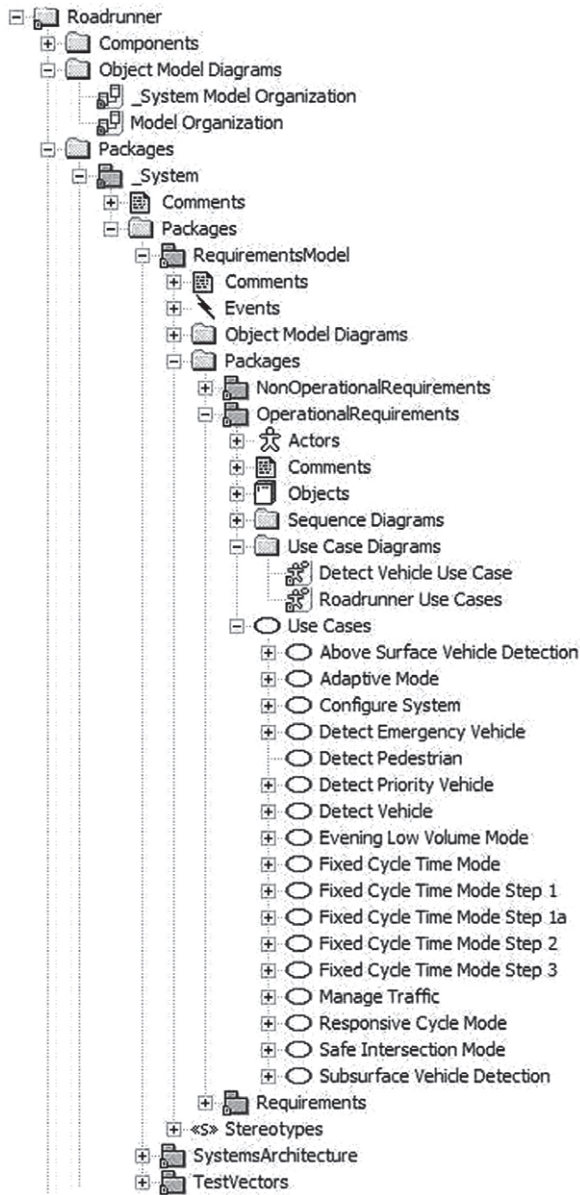 Roadrunner
Components
Object Model Diagrams
_System Model Organization
Model Organization
Packages
_System
Comments
Packages
RequirementsModel
Comments
Events
Object Model Diagrams
Packages
NonOperationalRequirements
OperationalRequirements
Actors
Comments
Objects
Sequence Diagrams
Use Case Diagrams
Detect Vehicle Use Case
Roadrunner Use Cases
Use Cases
Above Surface Vehicle Detection
Adaptive Mode
Configure System
Detect Emergency Vehicle
Detect Pedestrian
Detect Priority Vehicle
Detect Vehicle
Evening Low Volume Mode
Fixed Cycle Time Mode
Fixed Cycle Time Mode Step 1
Fixed Cycle Time Mode Step 1a
Fixed Cycle Time Mode Step 2
Fixed Cycle Time Mode Step 3
Manage Traffic
Responsive Cycle Mode
Safe Intersection Mode
Subsurface Vehicle Detection
Requirements
«S» Stereotypes
SystemsArchitecture
TestVectors